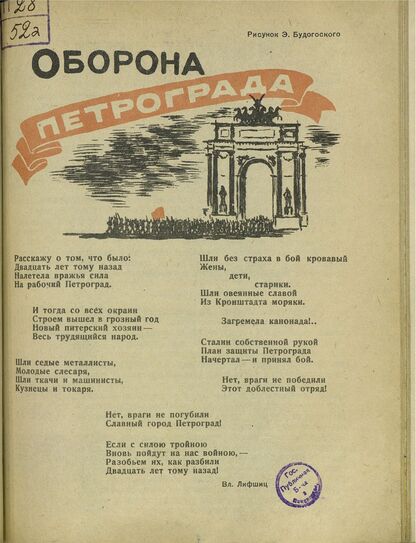 П28
52а
Рисунок Э. Будогоского
ОБОРОНА
ПЕТРОГРАДА
Расскажу о том, что было:
Двадцать лет тому назад
Налетела вражья сила
На рабочий Петроград.
И тогда со всех окраин
Строем вышел в грозный год
Новый питерский хозяин—
Весь трудящийся народ.
Шли седые металлисты,
Молодые слесаря,
Шли ткачи и машинисты,
Кузнецы и токаря.
Шли без страха в бой кровавый
Жены,
дети,
старики.
Шли овеянные славой
Из Кронштадта моряки.
Загремела канонада!..
Сталин собственной рукой
План защиты Петрограда
Начертал—и принял бой.
Нет, враги не победили
Этот доблестный отряд!
Нет, враги не погубили
Славный город Петроград!
Если с силою тройною
Вновь пойдут на нас войною,—
Разобьем их, как разбили
Двадцать лет тому назад!
Вл. Лифшиц
Гос.
Публичная
Б-ка